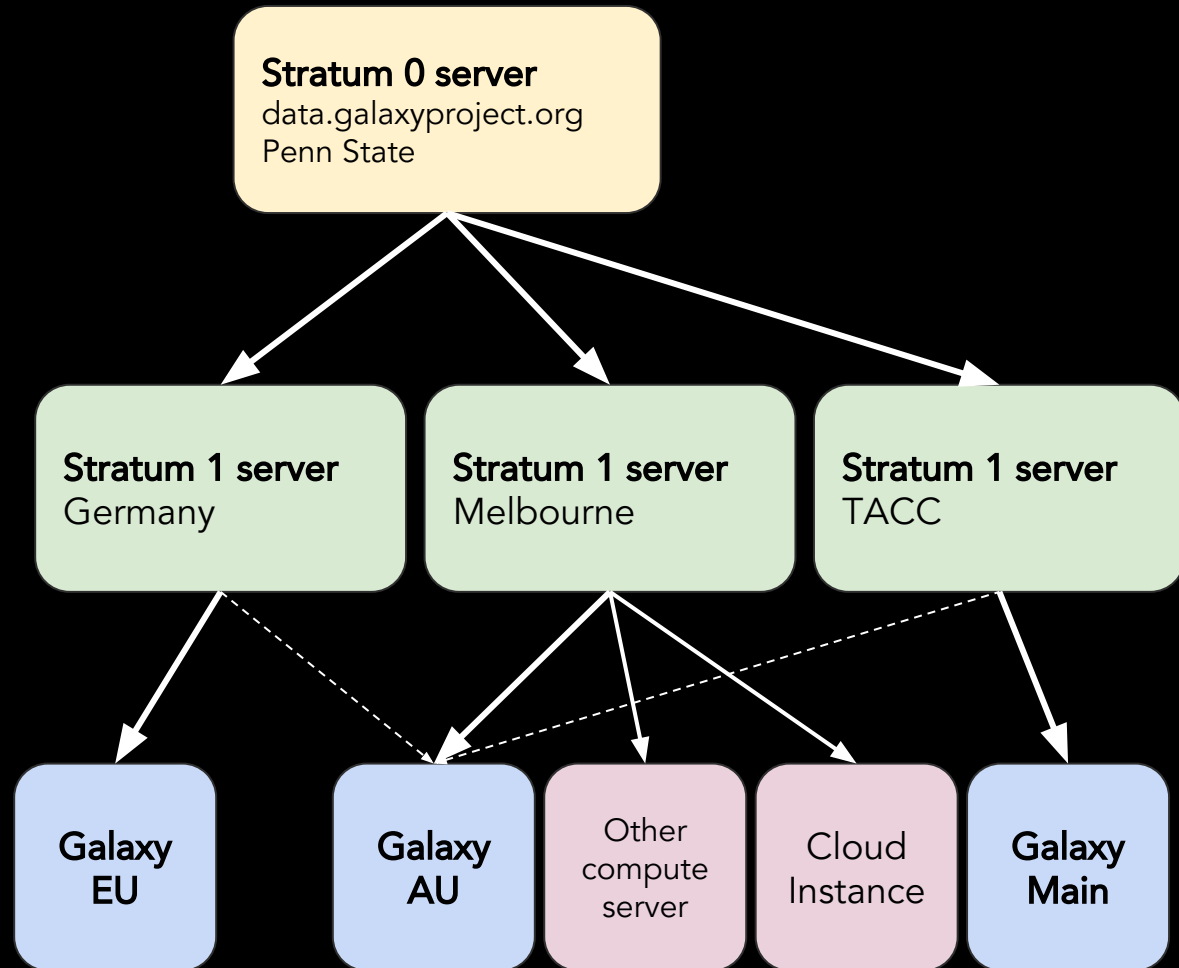 Stratum 0 server
data.galaxyproject.org
Penn State
Stratum 1 server
Germany
Stratum 1 server
Melbourne
Stratum 1 server
TACC
Galaxy
EU
Galaxy
AU
Other
compute
server
Cloud
Instance
Galaxy
Main